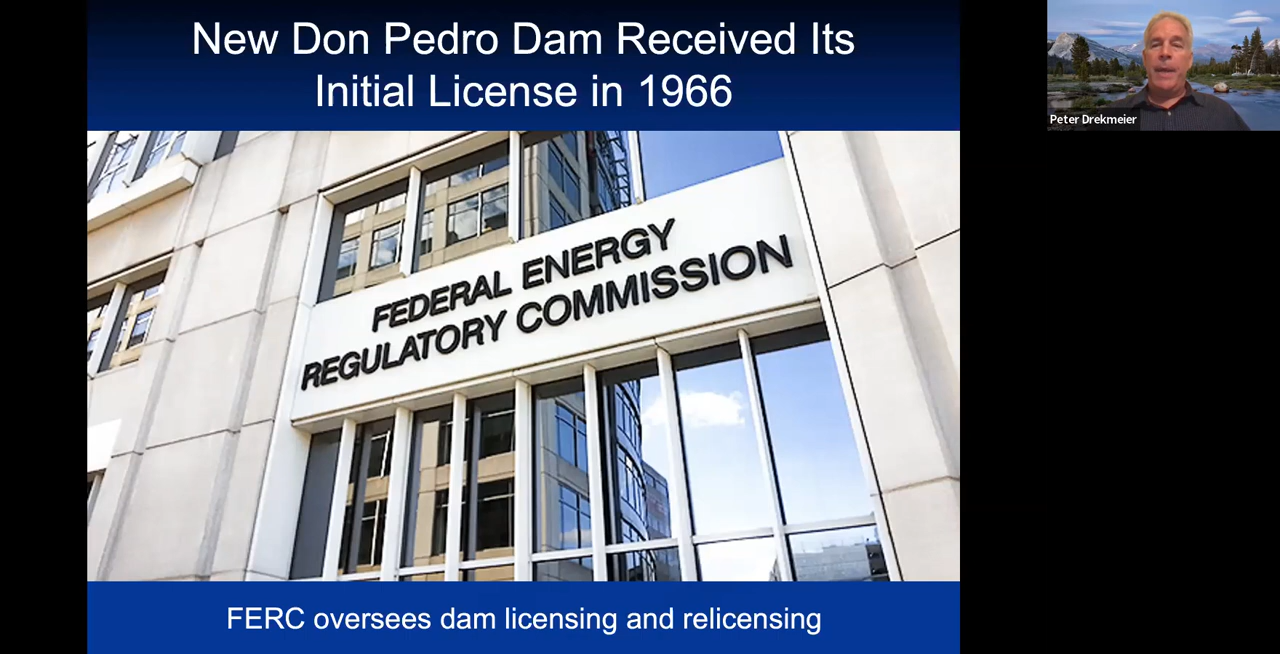 New Don Pedro Dam Received Its
Initial License in 1966
Peter Drekmeier
FEDERAL ENERGY
REGULATORY COMMISSION
FERC oversees dam licensing and relicensing